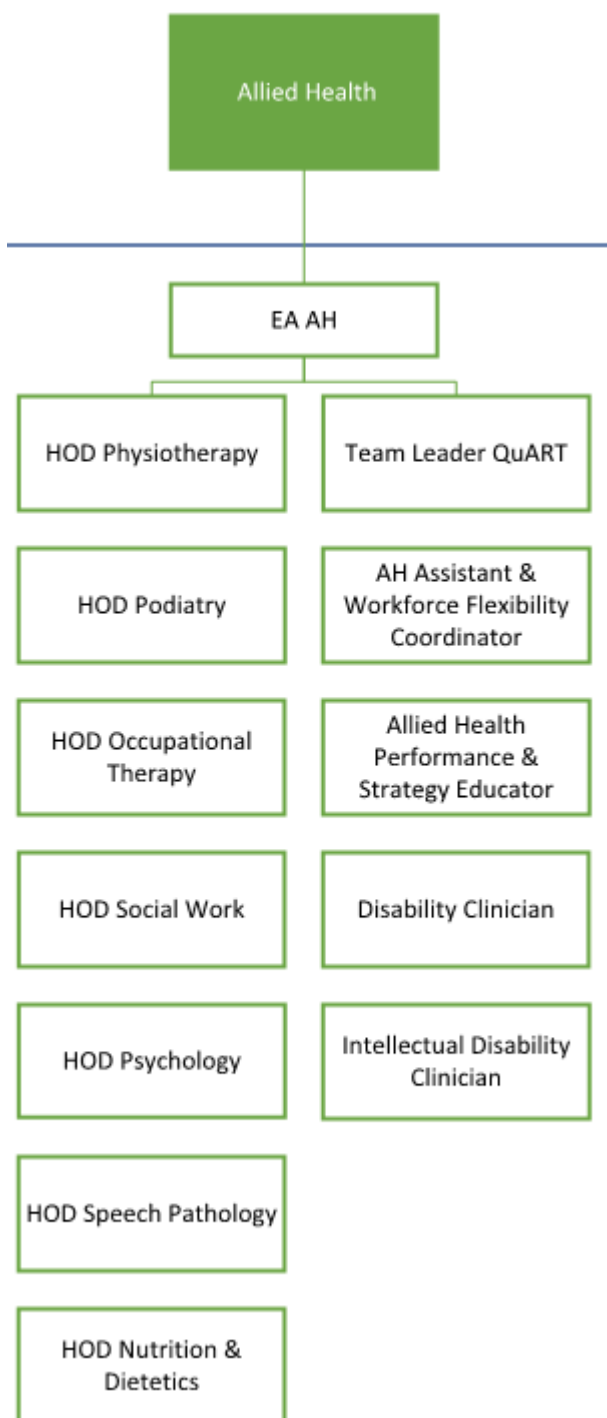 Allied Health
EA AH
HOD Physiotherapy
Team Leader QuART
HOD Podiatry
AH Assistant &
Workforce Flexibility
Coordinator
HOD Occupational
Therapy
Allied Health
Performance &
Strategy Educator
HOD Social Work
Disability Clinician
HOD Psychology
Intellectual Disability
Clinician
HOD Speech Pathology
HOD Nutrition &
Dietetics